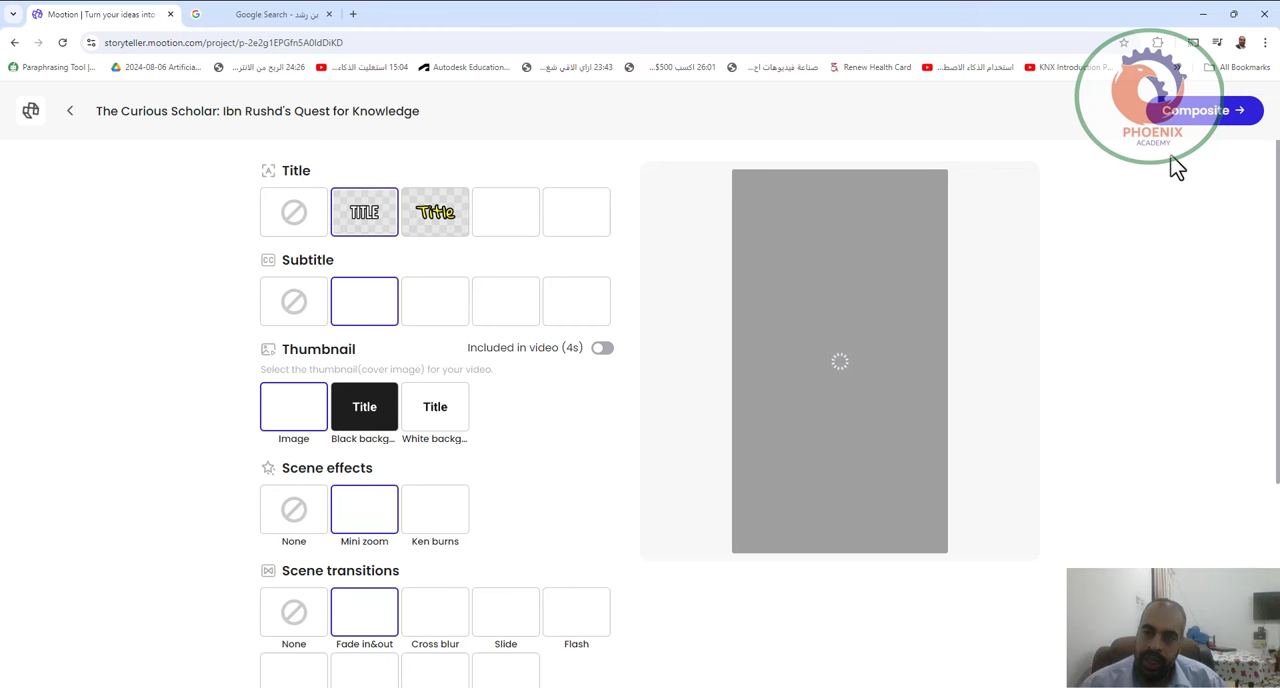 Mootion | Turn your ideas into
بن رشد - Google Search
storyteller.mootion.com/project/p-2e2g1EPGfn5A0IdDiKD
Paraphrasing Tool |...
2024-08-06 Artificia...
24:26 الربح من الانتر...
15:04 استغليت الذكاء...
Automation Education...
23:43 ازاي الاقي شغ...
26:01 اكسب 500$...
صناعة فيديوهات اح...
Renew Health Card
استخدام الذكاء الاصط...
KNX Introduction P...
All Bookmarks
The Curious Scholar: Ibn Rushd's Quest for Knowledge
Composite →
PHOENIX
ACADEMY
Title
TITLE
Title
Subtitle
Thumbnail
Included in video (4s)
Select the thumbnail(cover image) for your video.
Title
Title
Image
Black backg...
White backg...
Scene effects
None
Mini zoom
Ken burns
Scene transitions
None
Fade in&out
Cross blur
Slide
Flash